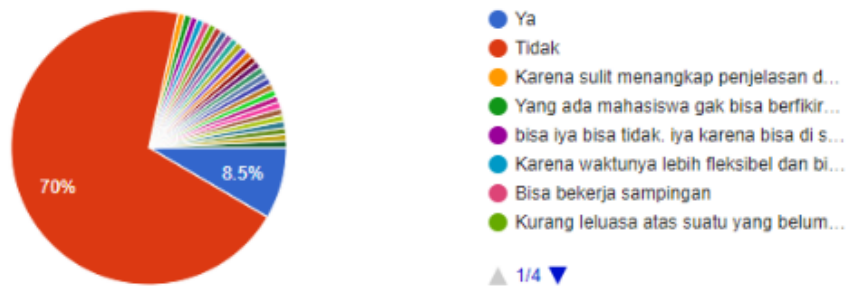 70%
8.5%
Ya
Tidak
Karena sulit menangkap penjelasan d...
Yang ada mahasiswa gak bisa berfikir...
bisa iya bisa tidak. iya karena bisa di s...
Karena waktunya lebih fleksibel dan bi...
Bisa bekerja sampingan
Kurang leluasa atas suatu yang belum...
1/4